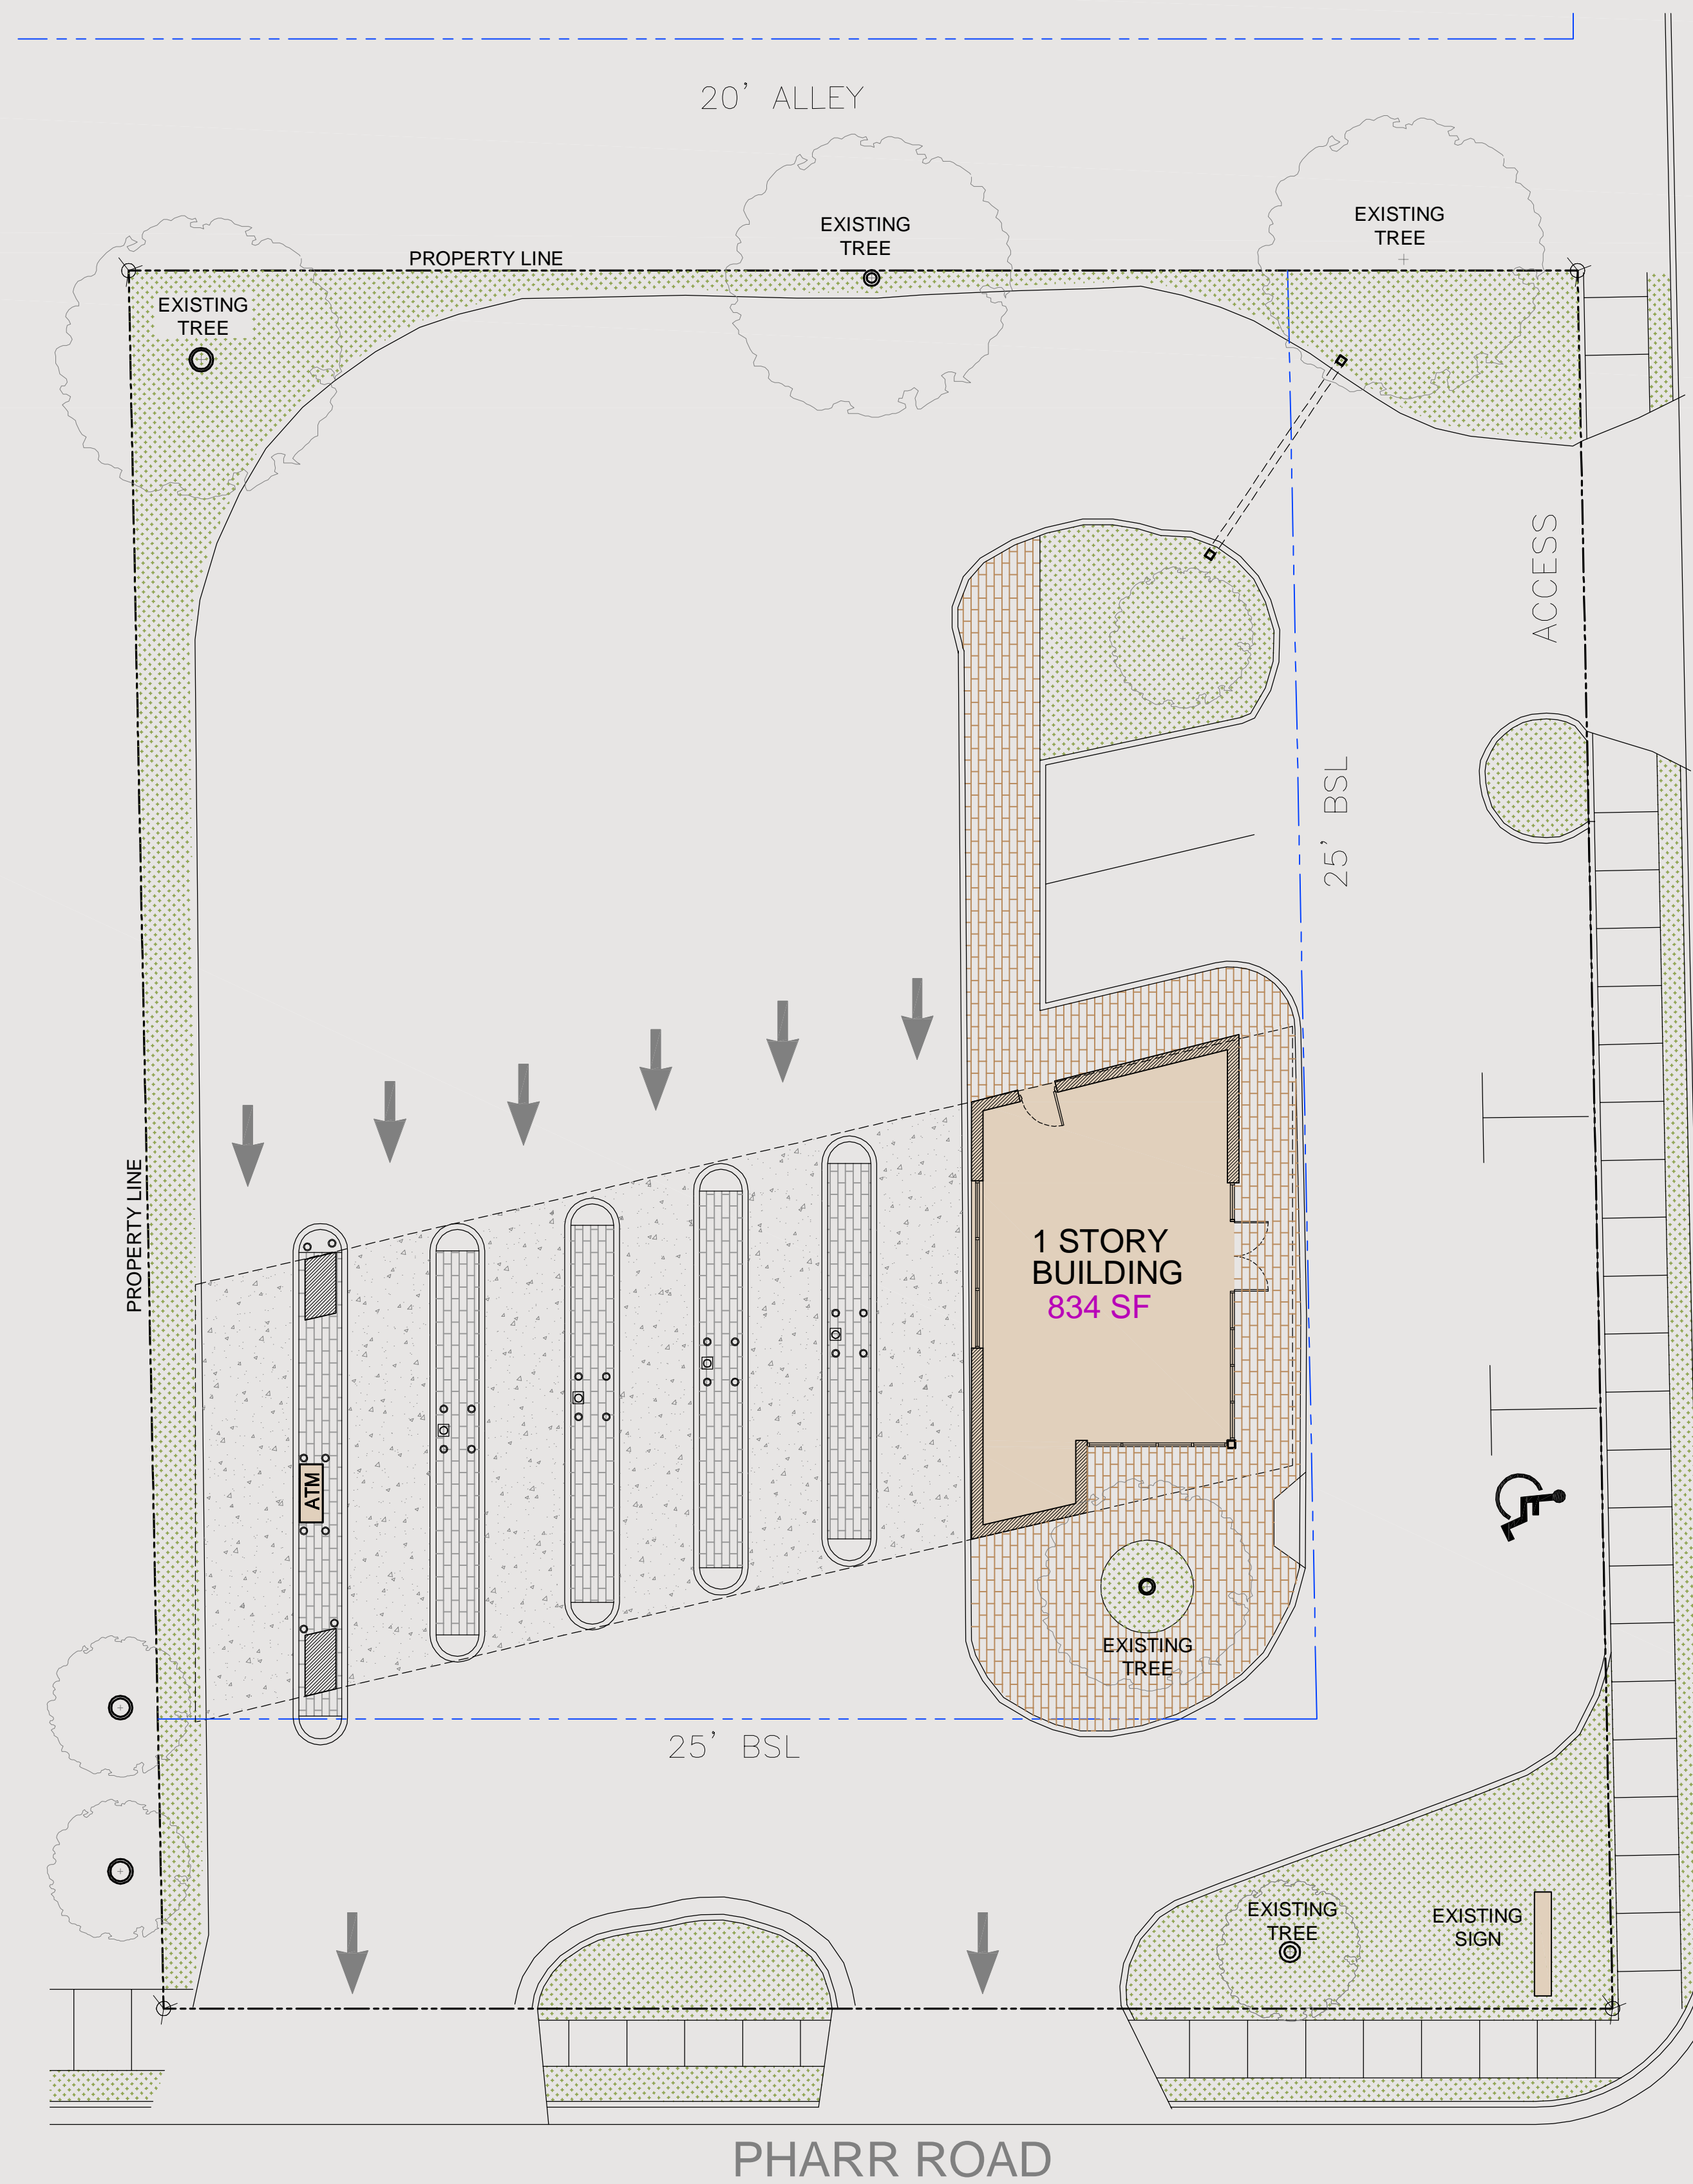 20' ALLEY
EXISTING
TREE
EXISTING
TREE
PROPERTY LINE
EXISTING
TREE
ACCESS
25' BSL
PROPERTY LINE
1 STORY
BUILDING
834 SF
ATM
EXISTING
TREE
25' BSL
EXISTING
TREE
EXISTING
SIGN
PHARR ROAD